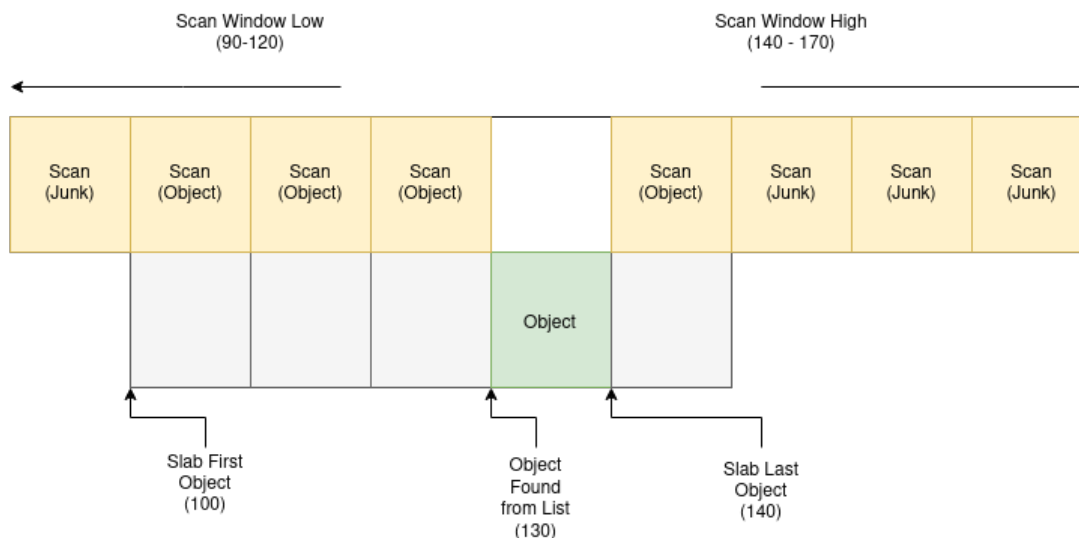 Scan Window Low
(90-120)
Scan Window High
(140 - 170)
Scan
(Junk)
Scan
(Object)
Scan
(Object)
Scan
(Object)
Scan
(Object)
Scan
(Junk)
Scan
(Junk)
Scan
(Junk)
Object
Slab First
Object
(100)
Object
Found
from List
(130)
Slab Last
Object
(140)